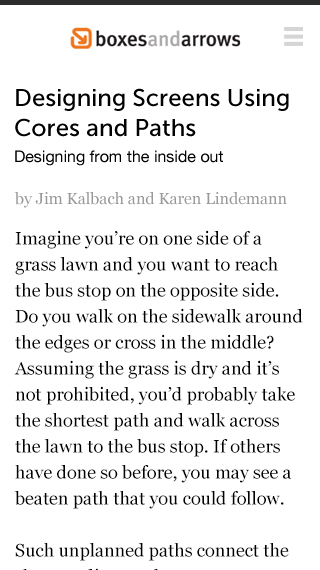 boxesandarrows
Designing Screens Using
Cores and Paths
Designing from the inside out
by Jim Kalbach and Karen Lindemann
Imagine you’re on one side of a
grass lawn and you want to reach
the bus stop on the opposite side.
Do you walk on the sidewalk around
the edges or cross in the middle?
Assuming the grass is dry and it’s
not prohibited, you’d probably take
the shortest path and walk across
the lawn to the bus stop. If others
have done so before, you may see a
beaten path that you could follow.
Such unplanned paths connect the